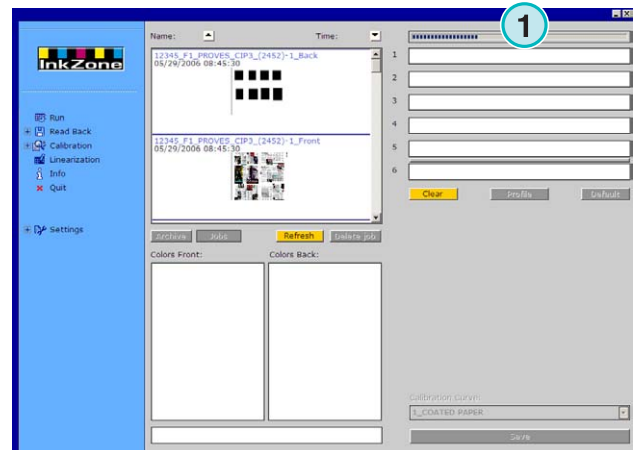 InkZone
Run
Read Back
Calibration
Linearization
Info
Quit
Settings
Name:
Time:
12345_F1_PROVES_CIP3_(2452)-1_Back
05/29/2006 08:45:30
12345_F1_PROVES_CIP3_(2452)-1_Front
05/29/2006 08:45:30
Archive
Jobs
Refresh
Delete job
Colors Front:
Colors Back:
1
1
2
3
4
5
6
Clear
Profile
Default
Calibration Curve:
1_COATED PAPER
Save